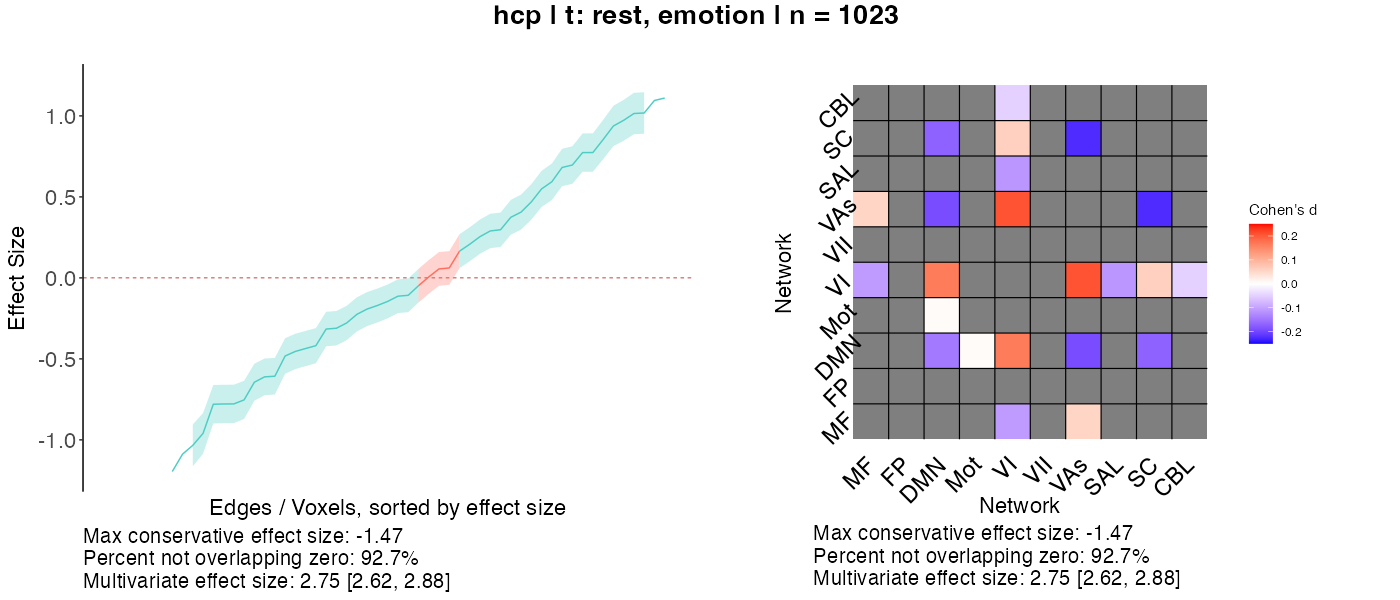 hcp | t: rest, emotion | n = 1023
Effect Size
1.0
0.5
0.0
-0.5
-1.0
Edges / Voxels, sorted by effect size
Max conservative effect size: -1.47
Percent not overlapping zero: 92.7%
Multivariate effect size: 2.75 [2.62, 2.88]
Network
CBL
SC
SAL
VAs
VII
VI
Mot
DMN
FP
MF
MF
FP
DMN
Mot
VI
VII
VAs
SAL
SC
CBL
Network
Max conservative effect size: -1.47
Percent not overlapping zero: 92.7%
Multivariate effect size: 2.75 [2.62, 2.88]
Cohen's d
0.2
0.1
0.0
-0.1
-0.2